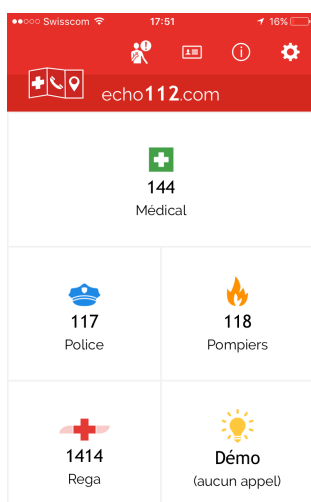 Swisscom 17:51 16%
echo112.com
144
Médical
117
Police
118
Pompiers
1414
Rega
Démo
(aucun appel)